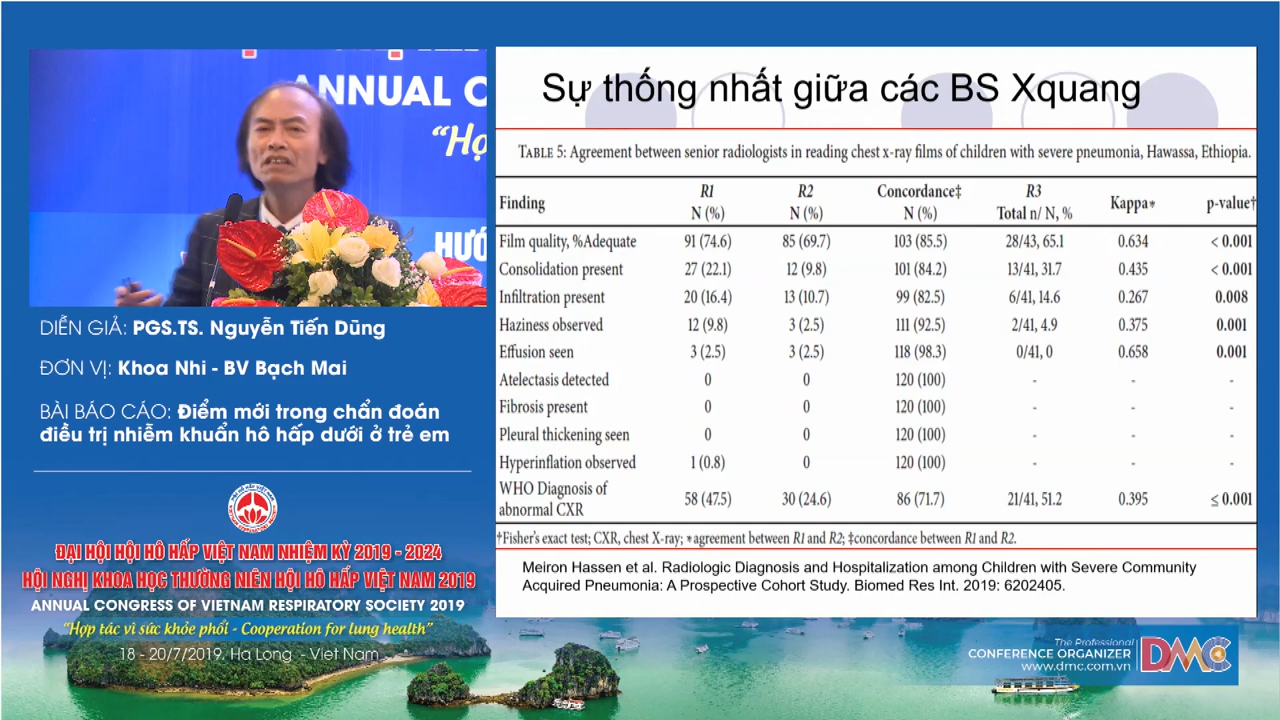 ANNUAL C
“Hợ
HƯỚ
DIỄN GIẢ: PGS.TS. Nguyễn Tiến Dũng
ĐƠN VỊ: Khoa Nhi - BV Bạch Mai
BÀI BÁO CÁO: Điểm mới trong chẩn đoán
điều trị nhiễm khuẩn hô hấp dưới ở trẻ em
ĐẠI HỘI HỘI HÔ HẤP VIỆT NAM NHIỆM KỲ 2019 - 2024
HỘI NGHỊ KHOA HỌC THƯỜNG NIÊN HỘI HÔ HẤP VIỆT NAM 2019
ANNUAL CONGRESS OF VIETNAM RESPIRATORY SOCIETY 2019
“Hợp tác vì sức khỏe phổi - Cooperation for lung health”
18 - 20/7/2019. Ha Long - Viet Nam
Sự thống nhất giữa các BS Xquang
TABLE 5: Agreement between senior radiologists in reading chest x-ray films of children with severe pneumonia, Hawassa, Ethiopia.
Finding R1 N (%) R2 N (%) Concordance‡ N (%) R3 Total n/ N, % Kappa* p-value†
Film quality, %Adequate 91 (74.6) 85 (69.7) 103 (85.5) 28/43, 65.1 0.634 < 0.001
Consolidation present 27 (22.1) 12 (9.8) 101 (84.2) 13/41, 31.7 0.435 < 0.001
Infiltration present 20 (16.4) 13 (10.7) 99 (82.5) 6/41, 14.6 0.267 0.008
Haziness observed 12 (9.8) 3 (2.5) 111 (92.5) 2/41, 4.9 0.375 0.001
Effusion seen 3 (2.5) 3 (2.5) 118 (98.3) 0/41, 0 0.658 0.001
Atelectasis detected 0 0 120 (100) - - -
Fibrosis present 0 0 120 (100) - - -
Pleural thickening seen 0 0 120 (100) - - -
Hyperinflation observed 1 (0.8) 0 120 (100) - - -
WHO Diagnosis of
abnormal CXR 58 (47.5) 30 (24.6) 86 (71.7) 21/41, 51.2 0.395 ≤ 0.001
†Fisher's exact test; CXR, chest X-ray; *agreement between R1 and R2; ‡concordance between R1 and R2.
Meiron Hassen et al. Radiologic Diagnosis and Hospitalization among Children with Severe Community
Acquired Pneumonia: A Prospective Cohort Study. Biomed Res Int. 2019: 6202405.
The Professional
CONFERENCE ORGANIZER
www.dmc.com.vn
DMC